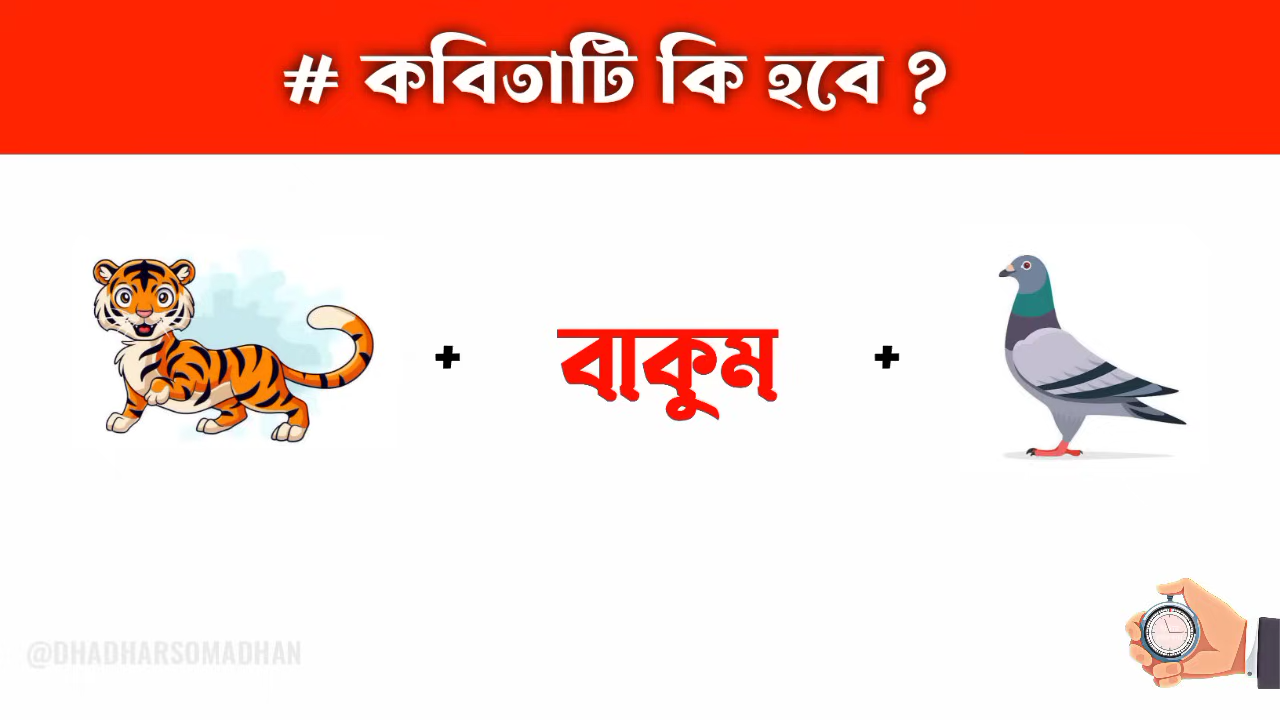 # কবিতাটি কি হবে ?
+ বাকুম +
@DHADHARSOMADHAN